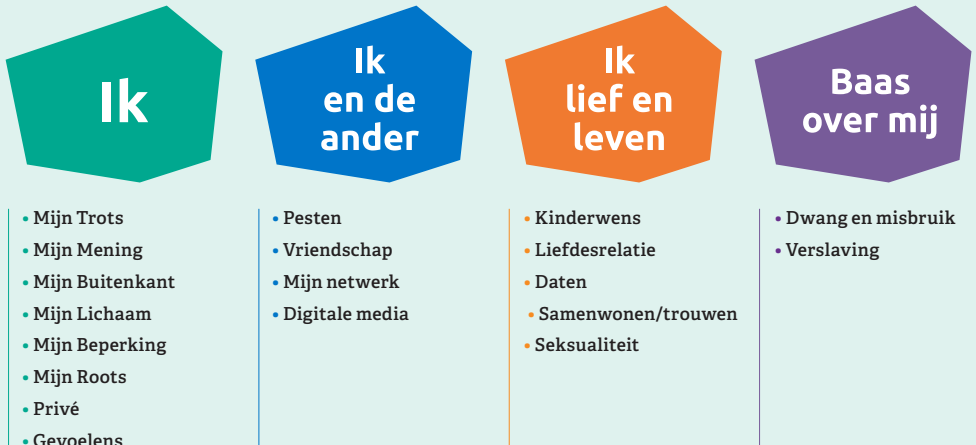 Ik
• Mijn Trots
• Mijn Mening
• Mijn Buitenkant
• Mijn Lichaam
• Mijn Beperking
• Mijn Roots
• Privé
• Gevoelens
Ik
en de
ander
• Pesten
• Vriendschap
• Mijn netwerk
• Digitale media
Ik
lief en
leven
• Kinderwens
• Liefdesrelatie
• Daten
• Samenwonen/trouwen
• Seksualiteit
Baas
over mij
• Dwang en misbruik
• Verslaving